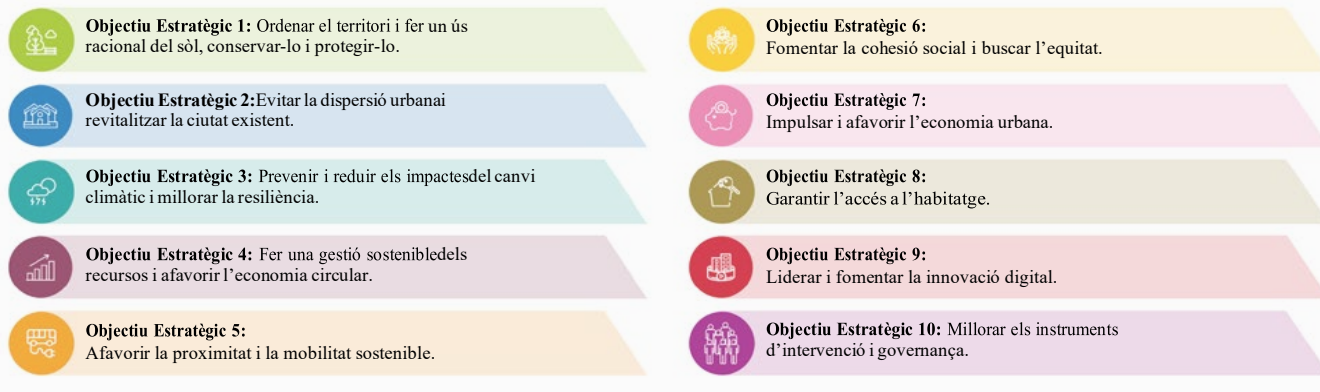 Objectiu Estratègic 1: Ordenar el territori i fer un ús
racional del sòl, conservar-lo i protegir-lo.
Objectiu Estratègic 2:Evitar la dispersió urbanai
revitalitzar la ciutat existent.
Objectiu Estratègic 3: Prevenir i reduir els impactesdel canvi
climàtic i millorar la resiliència.
Objectiu Estratègic 4: Fer una gestió sostenibledels
recursos i afavorir l’economia circular.
Objectiu Estratègic 5:
Afavorir la proximitat i la mobilitat sostenible.
Objectiu Estratègic 6:
Fomentar la cohesió social i buscar l’equitat.
Objectiu Estratègic 7:
Impulsar i afavorir l’economia urbana.
Objectiu Estratègic 8:
Garantir l’accés a l’habitatge.
Objectiu Estratègic 9:
Liderar i fomentar la innovació digital.
Objectiu Estratègic 10: Millorar els instruments
d’intervenció i governança.